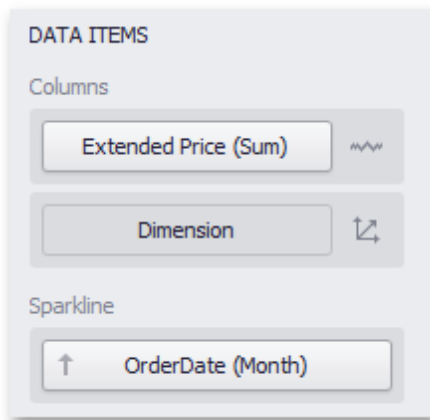 DATA ITEMS
Columns
Extended Price (Sum)
Dimension
Sparkline
OrderDate (Month)